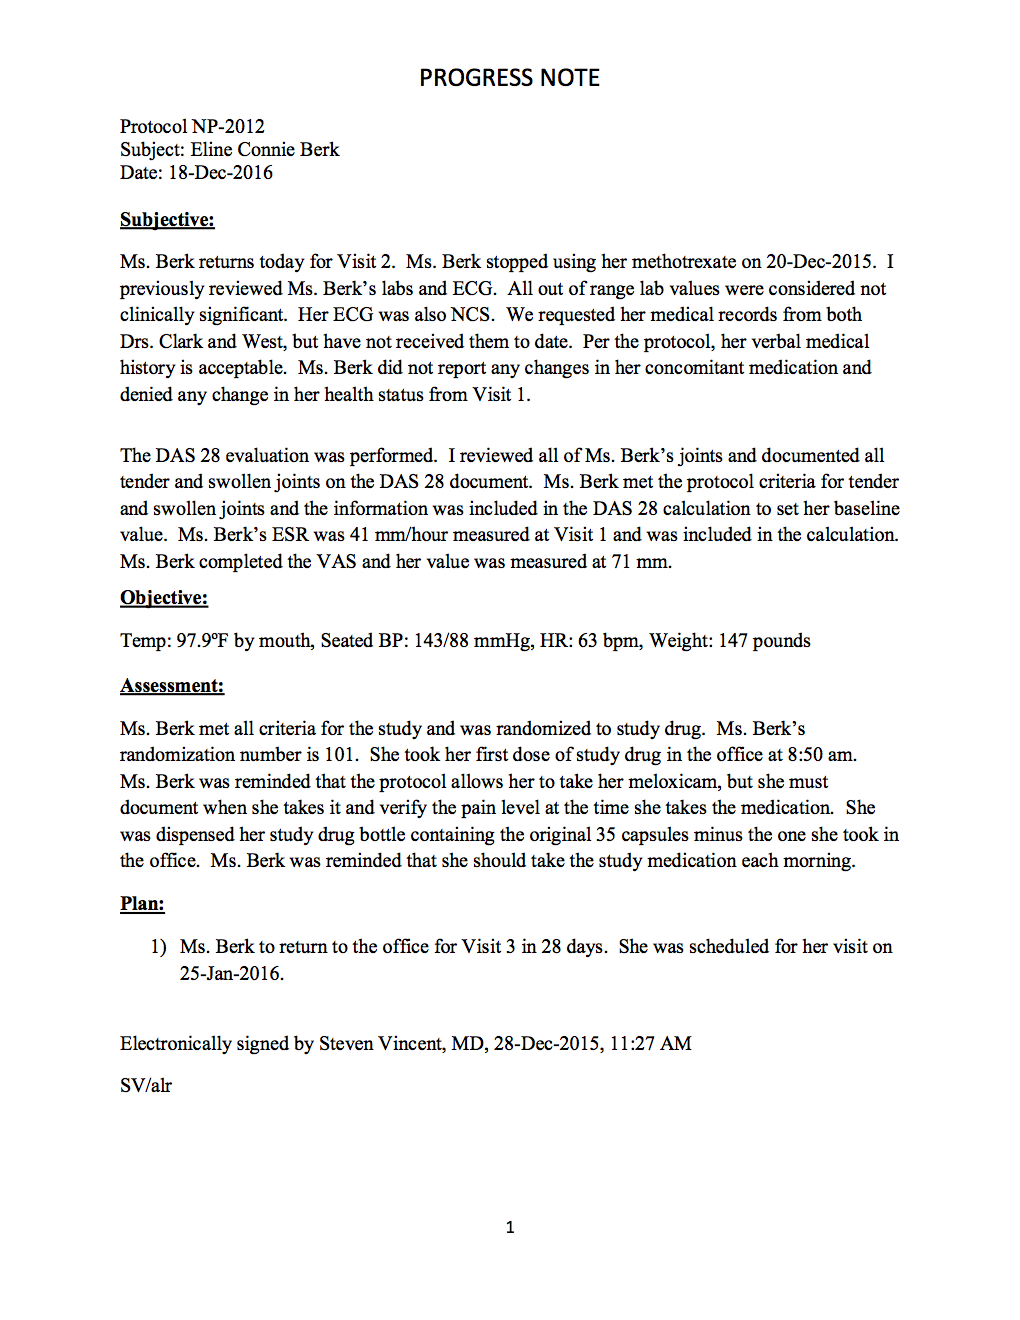 PROGRESS NOTE
Protocol NP-2012
Subject: Eline Connie Berk
Date: 18-Dec-2016
Subjective:
Ms. Berk returns today for Visit 2.  Ms. Berk stopped using her methotrexate on 20-Dec-2015.  I
previously reviewed Ms. Berk’s labs and ECG.  All out of range lab values were considered not
clinically significant.  Her ECG was also NCS.  We requested her medical records from both
Drs. Clark and West, but have not received them to date.  Per the protocol, her verbal medical
history is acceptable.  Ms. Berk did not report any changes in her concomitant medication and
denied any change in her health status from Visit 1.
The DAS 28 evaluation was performed.  I reviewed all of Ms. Berk’s joints and documented all
tender and swollen joints on the DAS 28 document.  Ms. Berk met the protocol criteria for tender
and swollen joints and the information was included in the DAS 28 calculation to set her baseline
value.  Ms. Berk’s ESR was 41 mm/hour measured at Visit 1 and was included in the calculation.
Ms. Berk completed the VAS and her value was measured at 71 mm.
Objective:
Temp: 97.9ºF by mouth, Seated BP: 143/88 mmHg, HR: 63 bpm, Weight: 147 pounds
Assessment:
Ms. Berk met all criteria for the study and was randomized to study drug.  Ms. Berk’s
randomization number is 101.  She took her first dose of study drug in the office at 8:50 am.
Ms. Berk was reminded that the protocol allows her to take her meloxicam, but she must
document when she takes it and verify the pain level at the time she takes the medication.  She
was dispensed her study drug bottle containing the original 35 capsules minus the one she took in
the office.  Ms. Berk was reminded that she should take the study medication each morning.
Plan:
1) Ms. Berk to return to the office for Visit 3 in 28 days.  She was scheduled for her visit on
25-Jan-2016.
Electronically signed by Steven Vincent, MD, 28-Dec-2015, 11:27 AM
SV/alr
1